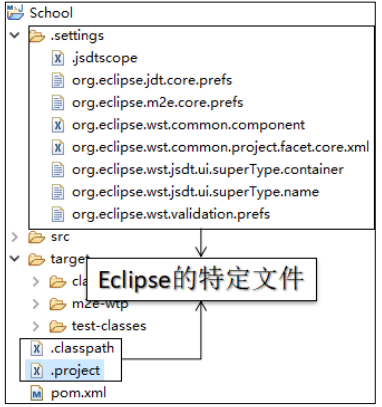 School
.settings
.jsdtscope
org.eclipse.jdt.core.prefs
org.eclipse.m2e.core.prefs
org.eclipse.wst.common.component
org.eclipse.wst.common.project.facet.core.xml
org.eclipse.wst.jsdt.ui.superType.container
org.eclipse.wst.jsdt.ui.superType.name
org.eclipse.wst.validation.prefs
src
target
Eclipse的特定文件
m2e-wtp
test-classes
.classpath
.project
pom.xml